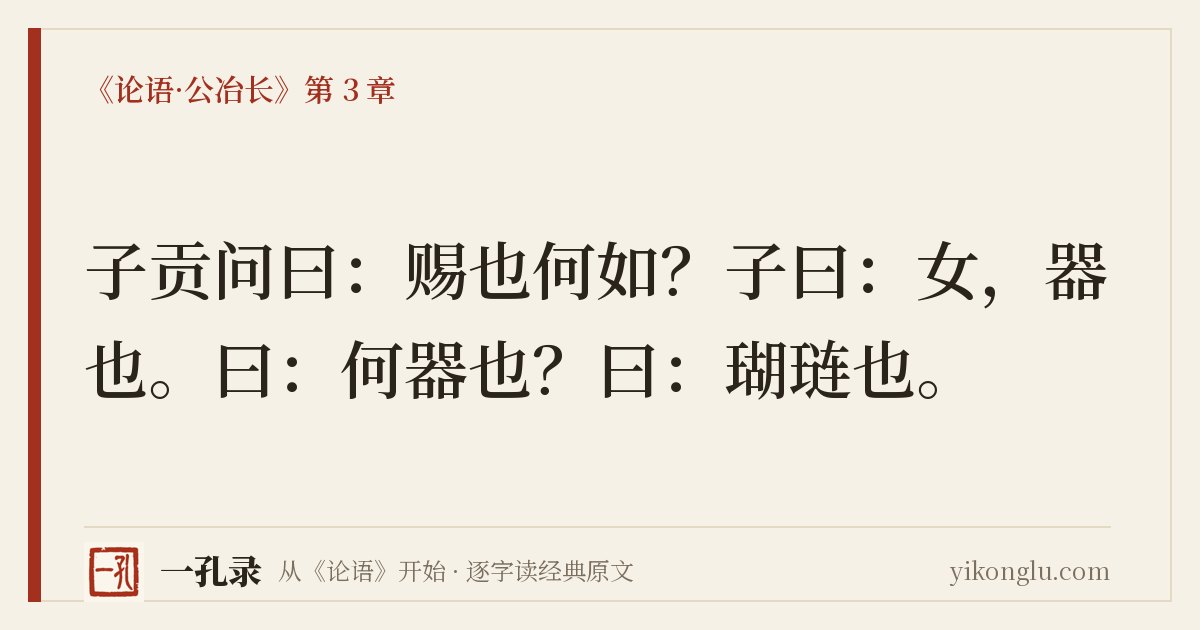 《论语·公冶长》第 3 章
子贡问曰：赐也何如？子曰：女，器
也。曰：何器也？曰：瑚琏也。
一孔
一孔录 从《论语》开始 · 逐字读经典原文 yikonglu.com